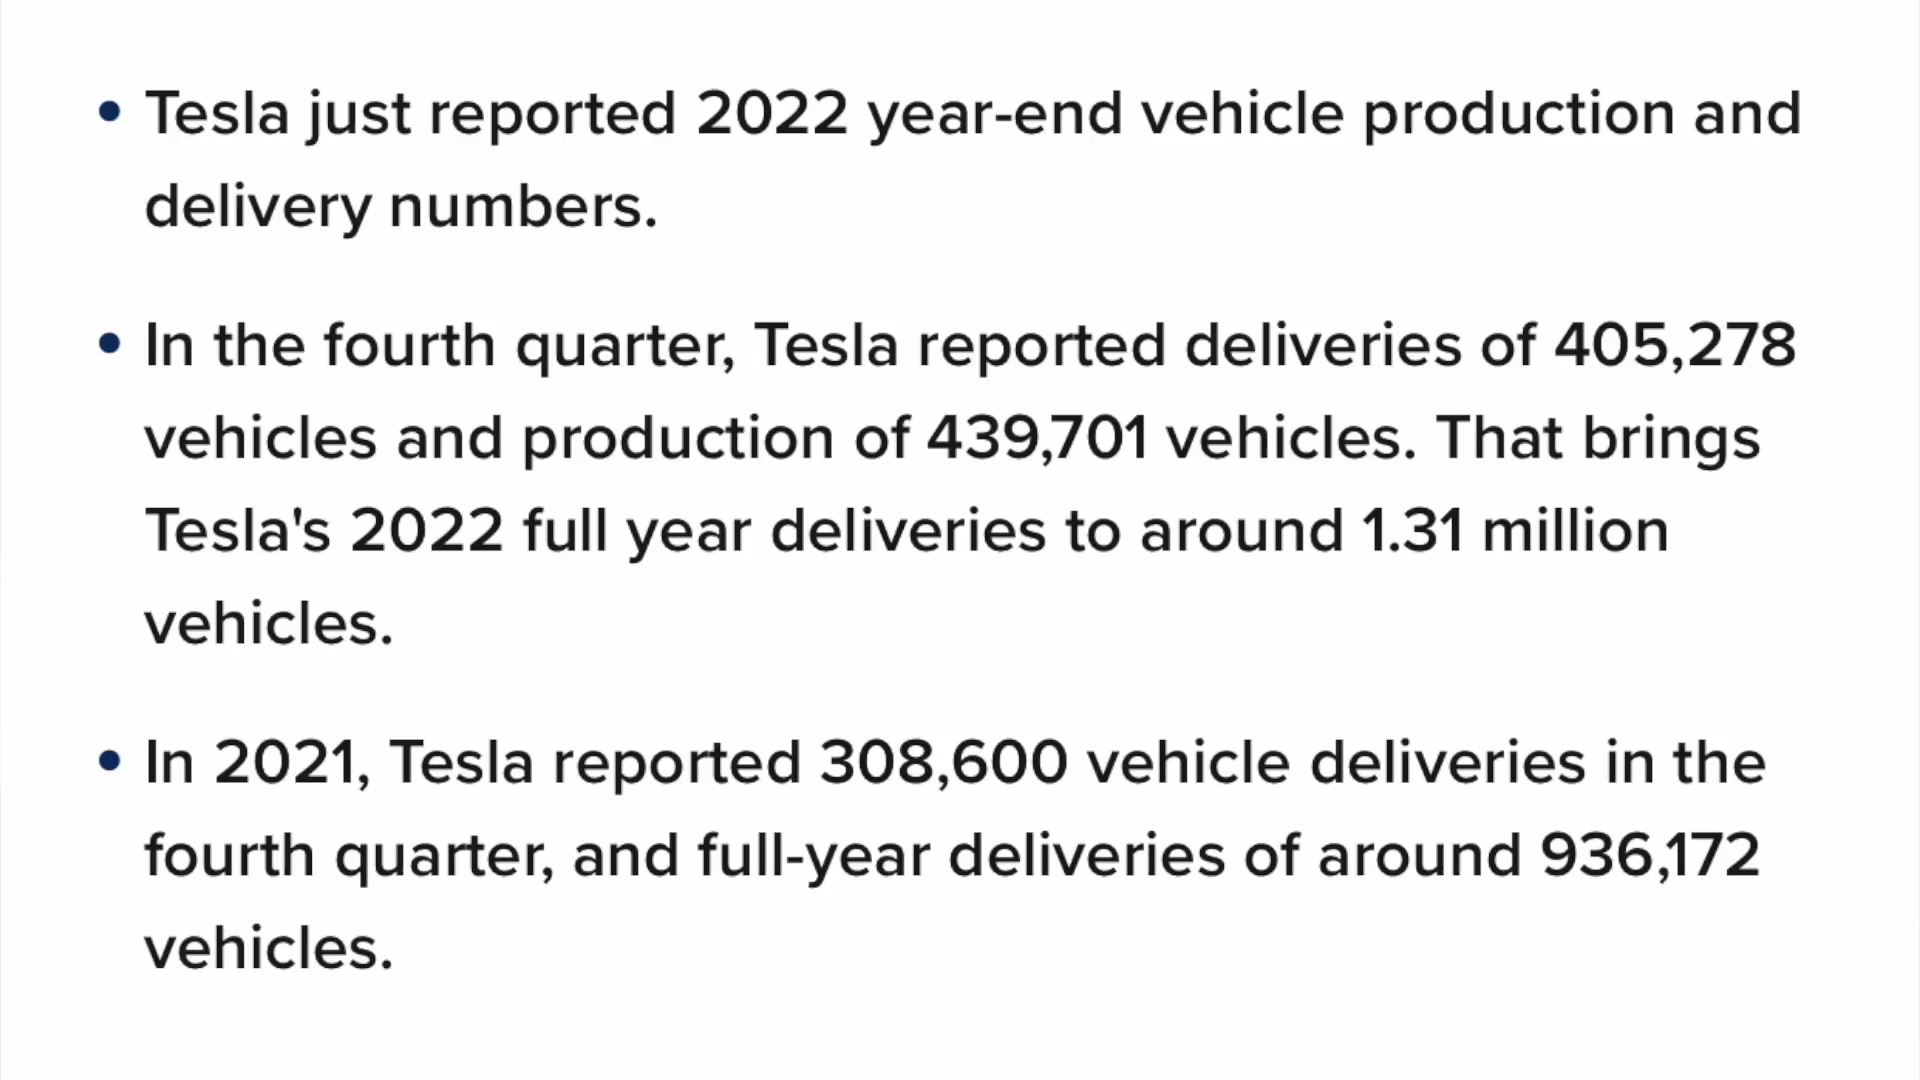 • Tesla just reported 2022 year-end vehicle production and
delivery numbers.
• In the fourth quarter, Tesla reported deliveries of 405,278
vehicles and production of 439,701 vehicles. That brings
Tesla's 2022 full year deliveries to around 1.31 million
vehicles.
• In 2021, Tesla reported 308,600 vehicle deliveries in the
fourth quarter, and full-year deliveries of around 936,172
vehicles.